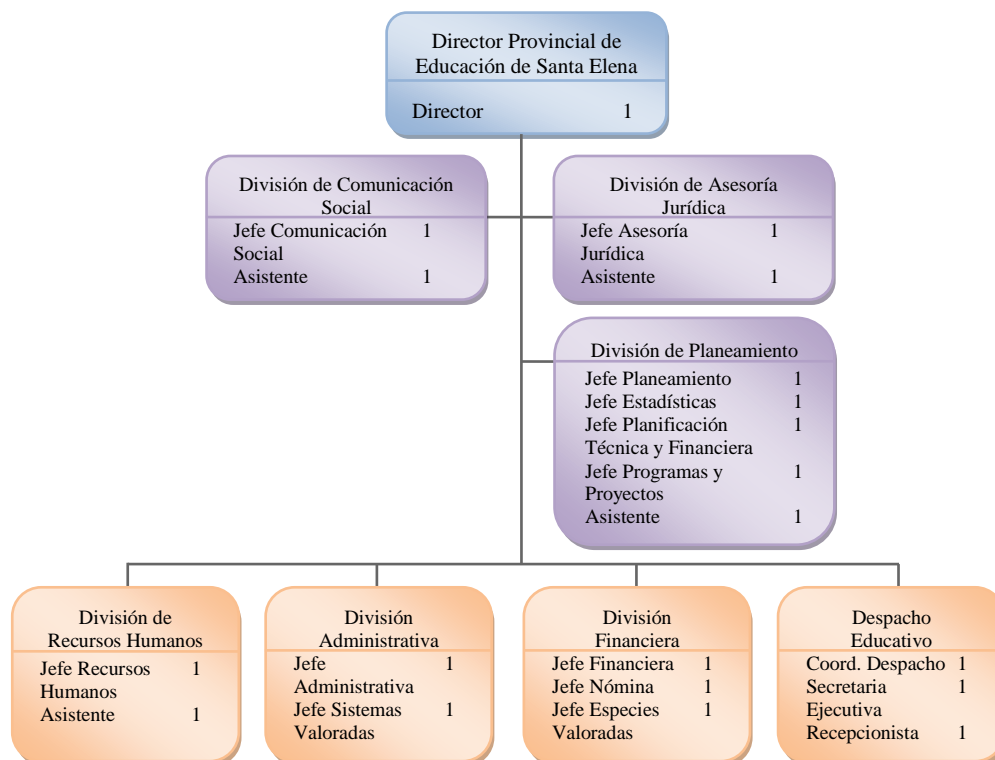 Director Provincial de
Educación de Santa Elena
Director 1
División de Comunicación
Social
Jefe Comunicación 1
Social
Asistente 1
División de Asesoría
Jurídica
Jefe Asesoría 1
Jurídica
Asistente 1
División de Planeamiento
Jefe Planeamiento 1
Jefe Estadísticas 1
Jefe Planificación 1
Técnica y Financiera
Jefe Programas y 1
Proyectos
Asistente 1
División de
Recursos Humanos
Jefe Recursos 1
Humanos
Asistente 1
División
Administrativa
Jefe 1
Administrativa
Jefe Sistemas 1
Valoradas
División
Financiera
Jefe Financiera 1
Jefe Nómina 1
Jefe Especies 1
Valoradas
Despacho
Educativo
Coord. Despacho 1
Secretaria 1
Ejecutiva
Recepcionista 1